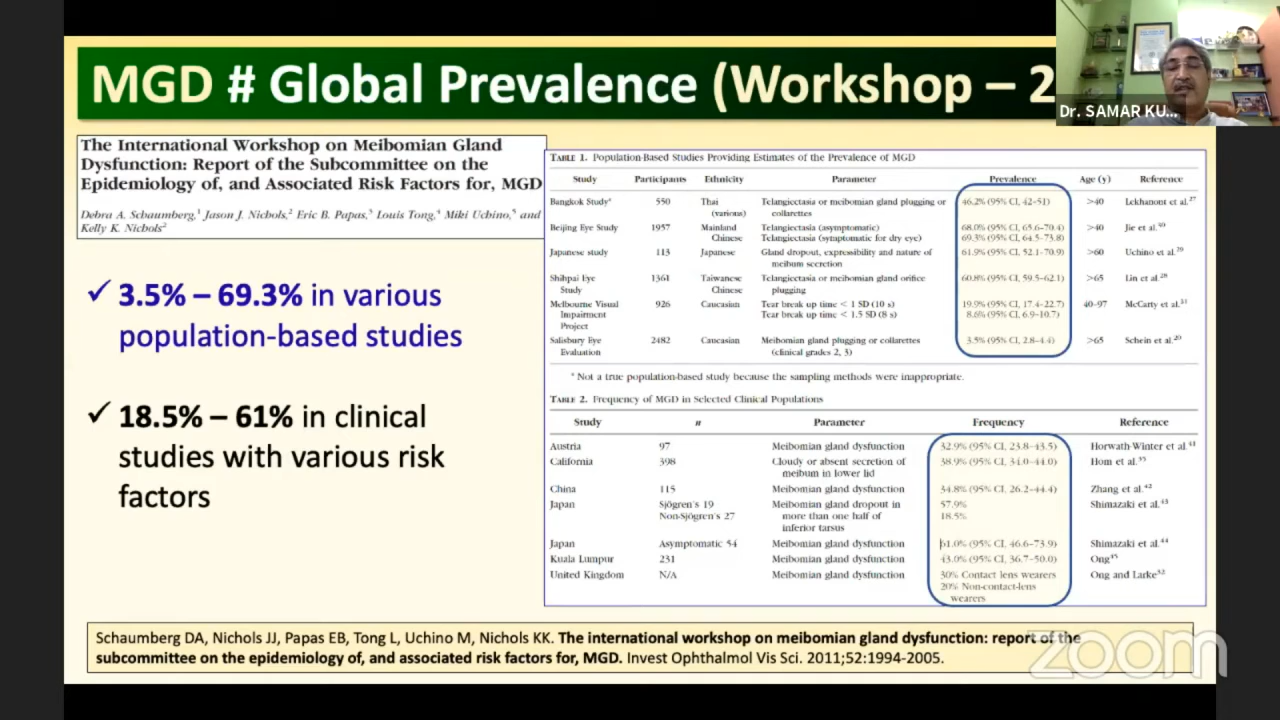 MGD # Global Prevalence (Workshop – 2
Dr. SAMAR KU...
The International Workshop on Meibomian Gland
Dysfunction: Report of the Subcommittee on the
Epidemiology of, and Associated Risk Factors for, MGD
Debra A. Schaumberg,1 Jason J. Nichols,2 Eric B. Papas,3 Louis Tong,4 Miki Uchino,5 and
Kelly K. Nichols2
✓ 3.5% – 69.3% in various
population-based studies
✓ 18.5% – 61% in clinical
studies with various risk
factors
TABLE 1. Population-Based Studies Providing Estimates of the Prevalence of MGD
Study Participants Ethnicity Parameter Prevalence Age (y) Reference
Bangkok Study* 550 Thai Telangiectasia or meibomian gland plugging or 46.2% (95% CI, 42–51) >40 Lekhanont et al.27
(various) collarettes
Beijing Eye Study 1957 Mainland Telangiectasia (asymptomatic) 68.0% (95% CI, 65.6–70.4) >40 Jie et al.30
Chinese Telangiectasia (symptomatic for dry eye) 69.3% (95% CI, 64.5–73.8)
Japanese study 113 Japanese Gland dropout, expressibility and nature of 61.9% (95% CI, 52.1–70.9) >60 Uchino et al.29
meibum secretion
Shihpai Eye 1361 Taiwanese Telangiectasia or meibomian gland orifice 60.8% (95% CI, 59.5–62.1) >65 Lin et al.28
Study Chinese plugging
Melbourne Visual 926 Caucasian Tear break up time < 1 SD (10 s) 19.9% (95% CI, 17.4–22.7) 40–97 McCarty et al.31
Impairment Tear break up time < 1.5 SD (8 s) 8.6% (95% CI, 6.9–10.7)
Project
Salisbury Eye 2482 Caucasian Meibomian gland plugging or collarettes 3.5% (95% CI, 2.8–4.4) >65 Schein et al.20
Evaluation (clinical grades 2, 3)
* Not a true population-based study because the sampling methods were inappropriate.
TABLE 2. Frequency of MGD in Selected Clinical Populations
Study n Parameter Frequency Reference
Austria 97 Meibomian gland dysfunction 32.9% (95% CI, 23.8–43.5) Horwath-Winter et al.41
California 398 Cloudy or absent secretion of 38.9% (95% CI, 34.0–44.0) Hom et al.35
meibum in lower lid
China 115 Meibomian gland dysfunction 34.8% (95% CI, 26.2–44.4) Zhang et al.42
Japan Sjögren's 19 Meibomian gland dropout in 57.9% Shimazaki et al.43
Non-Sjögren's 27 more than one half of 18.5%
inferior tarsus
Japan Asymptomatic 54 Meibomian gland dysfunction 61.0% (95% CI, 46.6–73.9) Shimazaki et al.44
Kuala Lumpur 231 Meibomian gland dysfunction 43.0% (95% CI, 36.7–50.0) Ong45
United Kingdom N/A Meibomian gland dysfunction 30% Contact lens wearers Ong and Larke32
20% Non-contact-lens
wearers
Schaumberg DA, Nichols JJ, Papas EB, Tong L, Uchino M, Nichols KK. The international workshop on meibomian gland dysfunction: report of the
subcommittee on the epidemiology of, and associated risk factors for, MGD. Invest Ophthalmol Vis Sci. 2011;52:1994-2005.
zoom